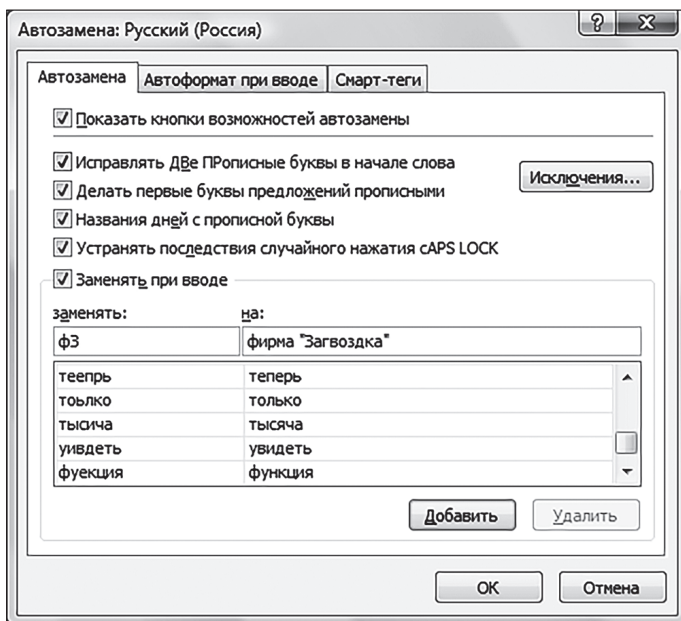 Автозамена: Русский (Россия)
Автозамена Автоформат при вводе Смарт-теги
Показать кнопки возможностей автозамены
Исправлять ДВе ПРописные буквы в начале слова
Исключения...
Делать первые буквы предложений прописными
Названия дней с прописной буквы
Устранять последствия случайного нажатия cAPS LOCK
Заменять при вводе
заменять: на:
фЗ фирма "Загвоздка"
теепрь теперь
тоьлко только
тысича тысяча
уивдеть увидеть
фуекция функция
Добавить Удалить
ОК Отмена